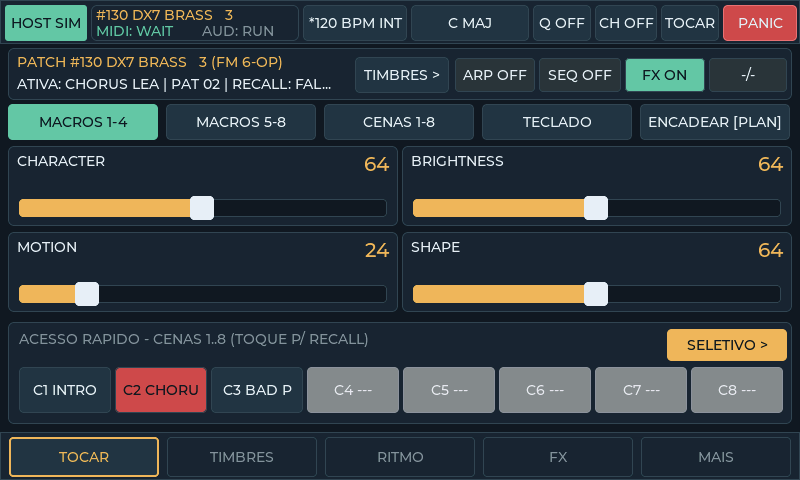 HOST SIM
#130 DX7 BRASS   3
MIDI: WAIT AUD: RUN
*120 BPM INT
C MAJ
Q OFF
CH OFF
TOCAR
PANIC
PATCH #130 DX7 BRASS   3 (FM 6-OP)
ATIVA: CHORUS LEA | PAT 02 | RECALL: FAL...
TIMBRES >
ARP OFF
SEQ OFF
FX ON
-/-
MACROS 1-4
MACROS 5-8
CENAS 1-8
TECLADO
ENCADEAR [PLAN]
CHARACTER 64
BRIGHTNESS 64
MOTION 24
SHAPE 64
ACESSO RAPIDO - CENAS 1..8 (TOQUE P/ RECALL)
SELETIVO >
C1 INTRO
C2 CHORU
C3 BAD P
C4 ---
C5 ---
C6 ---
C7 ---
C8 ---
TOCAR
TIMBRES
RITMO
FX
MAIS